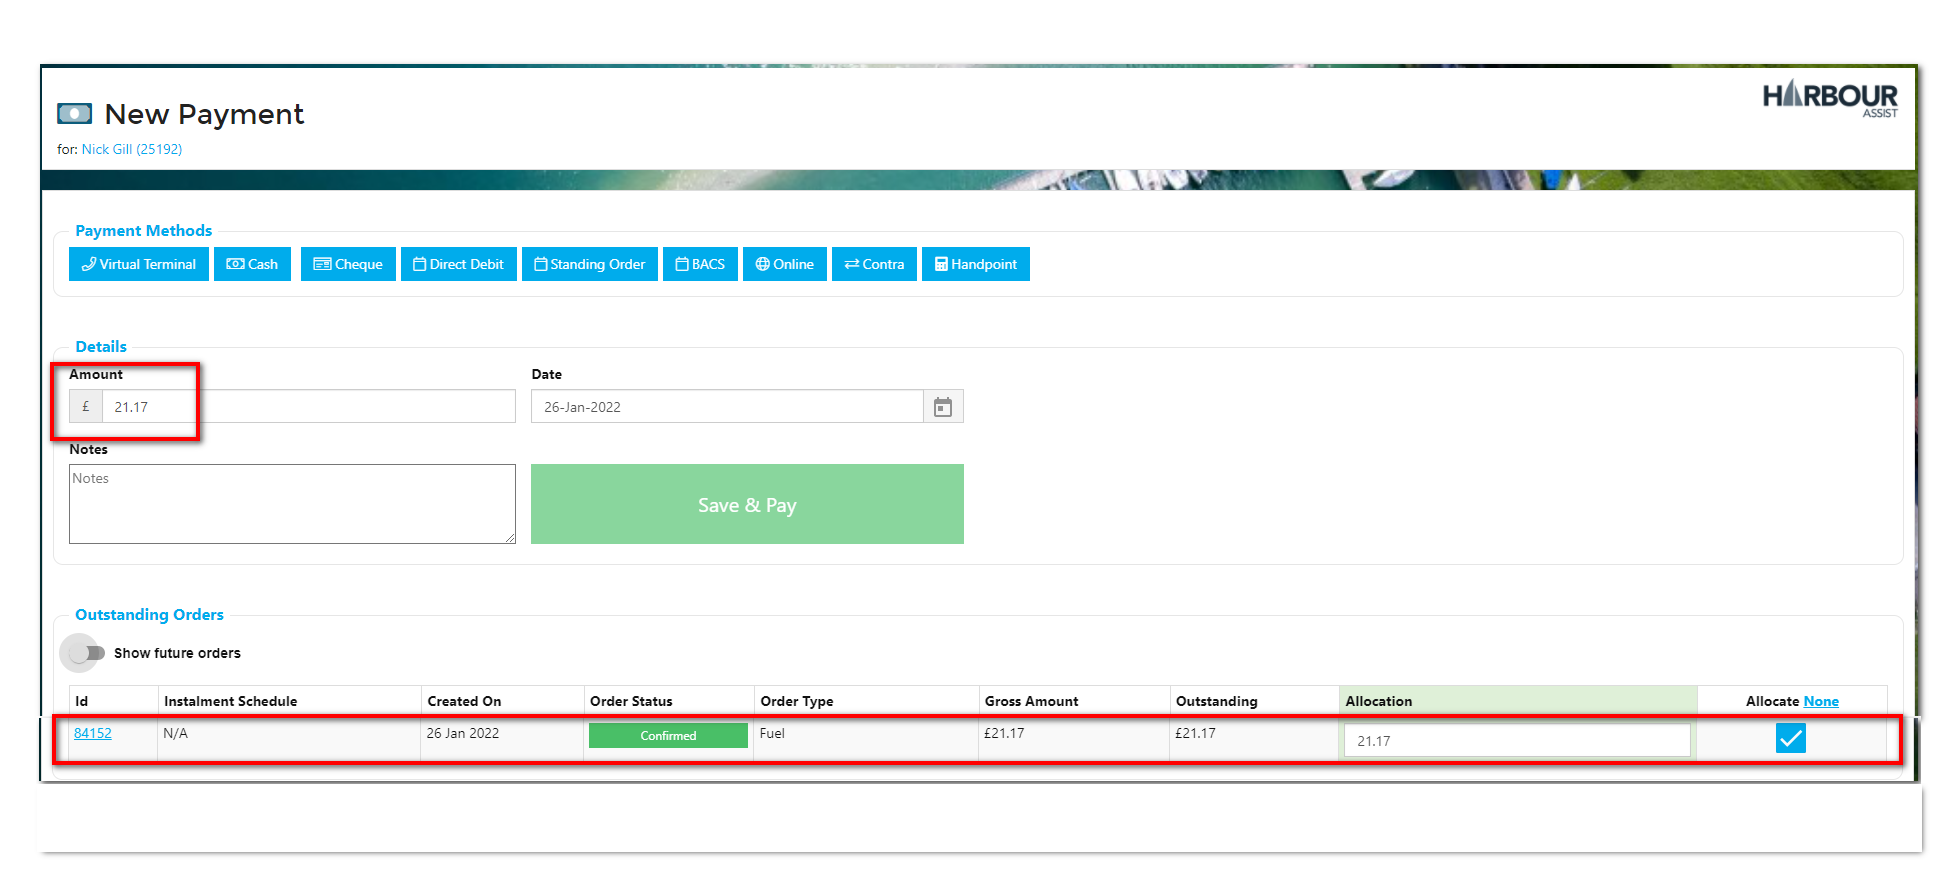 New Payment
HARBOUR
ASSIST
for: Nick Gill (25192)
Payment Methods
Virtual Terminal Cash Cheque Direct Debit Standing Order BACS Online Contra Handpoint
Details
Amount Date
£ 21.17 26-Jan-2022
Notes
Notes
Save & Pay
Outstanding Orders
Show future orders
Id Instalment Schedule Created On Order Status Order Type Gross Amount Outstanding Allocation Allocate None
84152 N/A 26 Jan 2022 Confirmed Fuel £21.17 £21.17 21.17